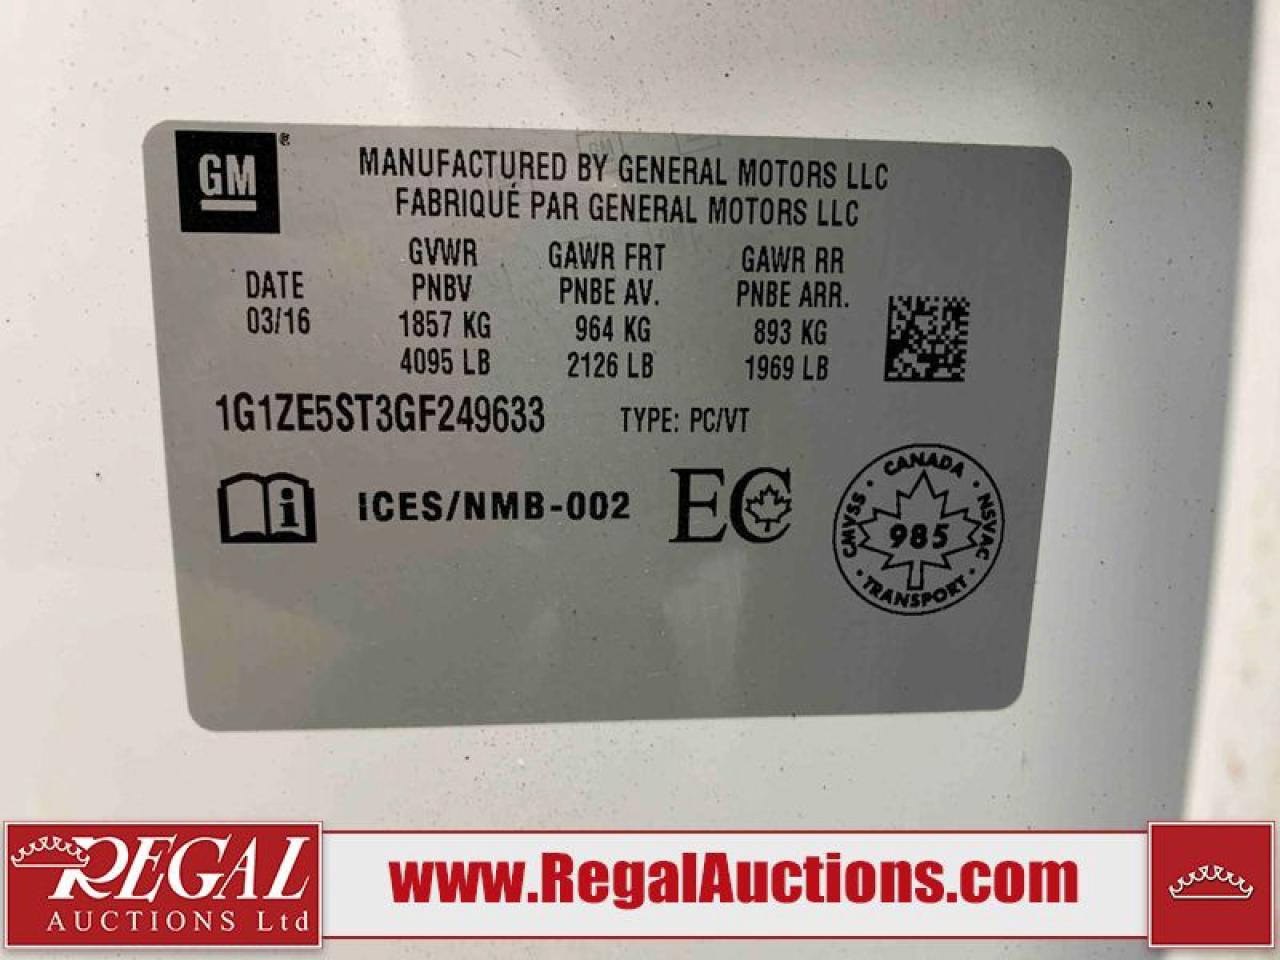 GM ®
MANUFACTURED BY GENERAL MOTORS LLC
FABRIQUÉ PAR GENERAL MOTORS LLC
DATE
03/16
GVWR
PNBV
1857 KG
4095 LB
GAWR FRT
PNBE AV.
964 KG
2126 LB
GAWR RR
PNBE ARR.
893 KG
1969 LB
1G1ZE5ST3GF249633 TYPE: PC/VT
i ICES/NMB-002 EC
CANADA
CMVSS · NSVAC
985
TRANSPORT
REGAL
AUCTIONS Ltd
www.RegalAuctions.com